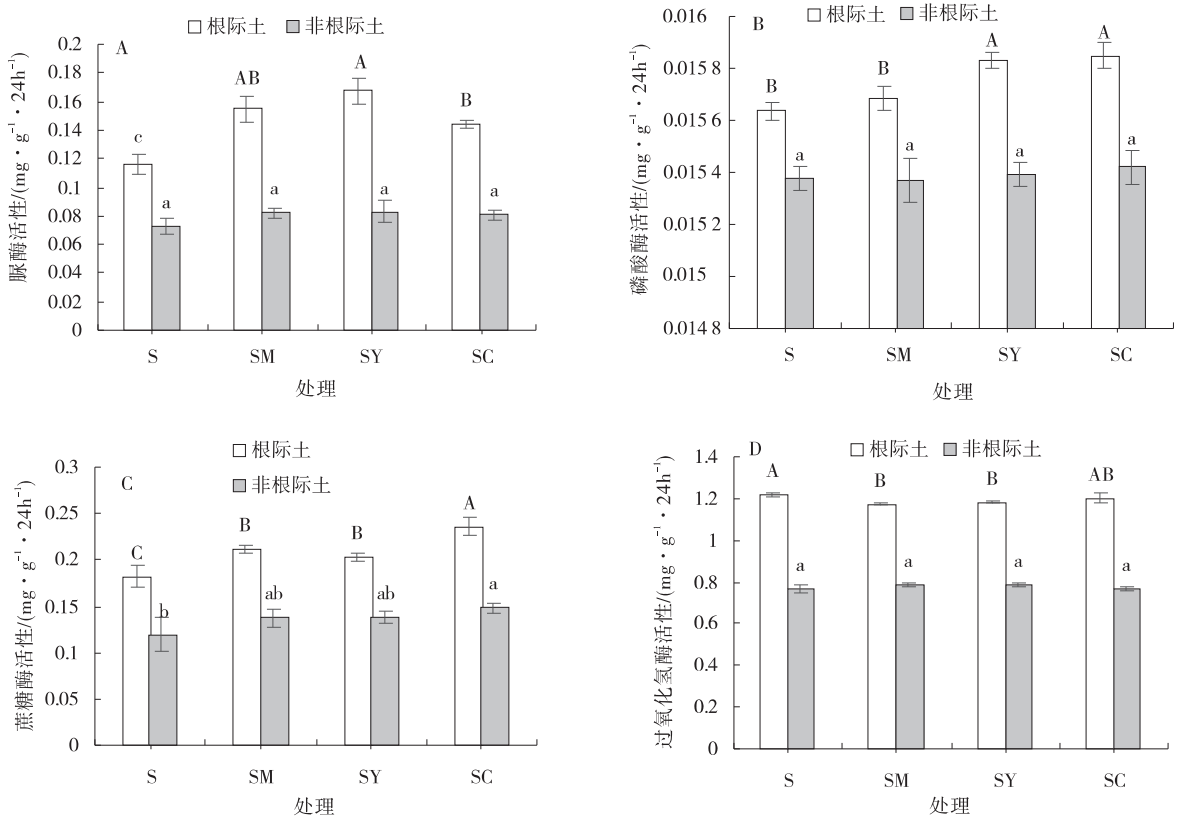 根际土 非根际土
A
脲酶活性/(mg·g⁻¹·24h⁻¹)
0.2
0.18
0.16
0.14
0.12
0.1
0.08
0.06
0.04
0.02
0
c a AB a A a B a
S SM SY SC
处理
根际土 非根际土
B
磷酸酶活性/(mg·g⁻¹·24h⁻¹)
0.016
0.015 8
0.015 6
0.015 4
0.015 2
0.015
0.014 8
B a B a A a A a
S SM SY SC
处理
根际土
非根际土
C
蔗糖酶活性/(mg·g⁻¹·24h⁻¹)
0.3
0.25
0.2
0.15
0.1
0.05
0
C b B ab B ab A a
S SM SY SC
处理
根际土 非根际土
D
过氧化氢酶活性/(mg·g⁻¹·24h⁻¹)
1.4
1.2
1
0.8
0.6
0.4
0.2
0
A a B a B a AB a
S SM SY SC
处理